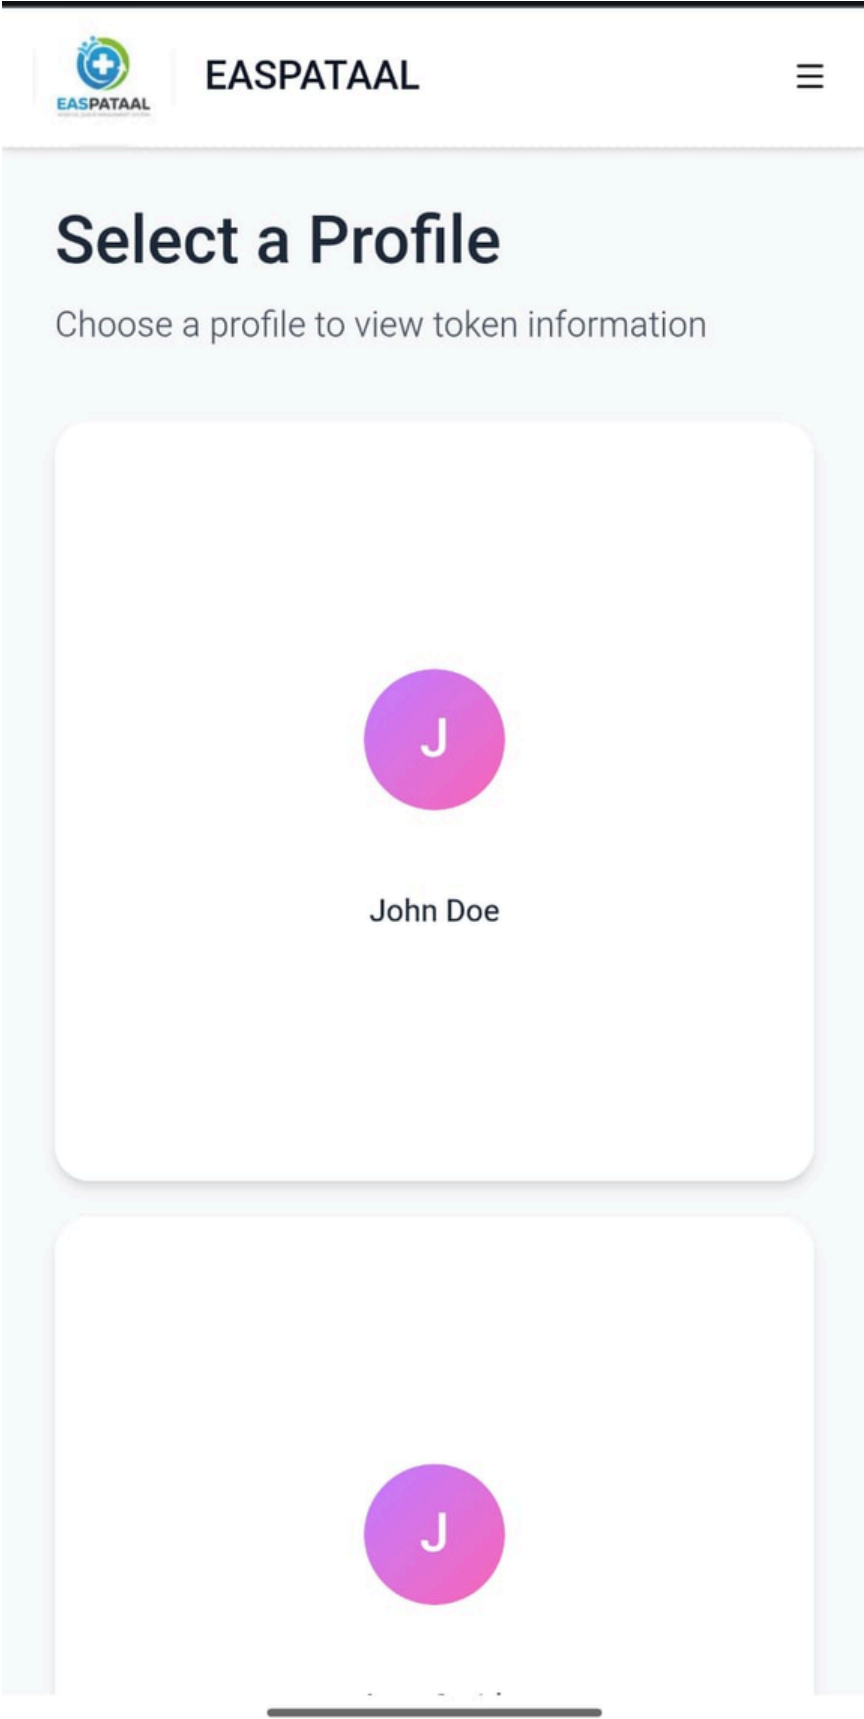 EASPATAAL
EASPATAAL
Select a Profile
Choose a profile to view token information
J
John Doe
J